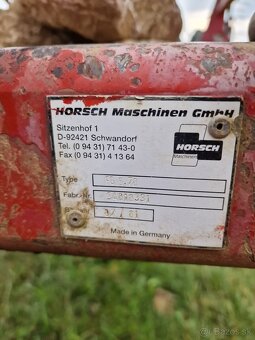 HORSCH Maschinen GmbH
Sitzenhof 1
D-92421 Schwandorf
Tel. (0 94 31) 71 43-0
Fax (0 94 31) 4 13 64
HORSCH
Maschinen
Type
Fabr.-Nr.
Made in Germany